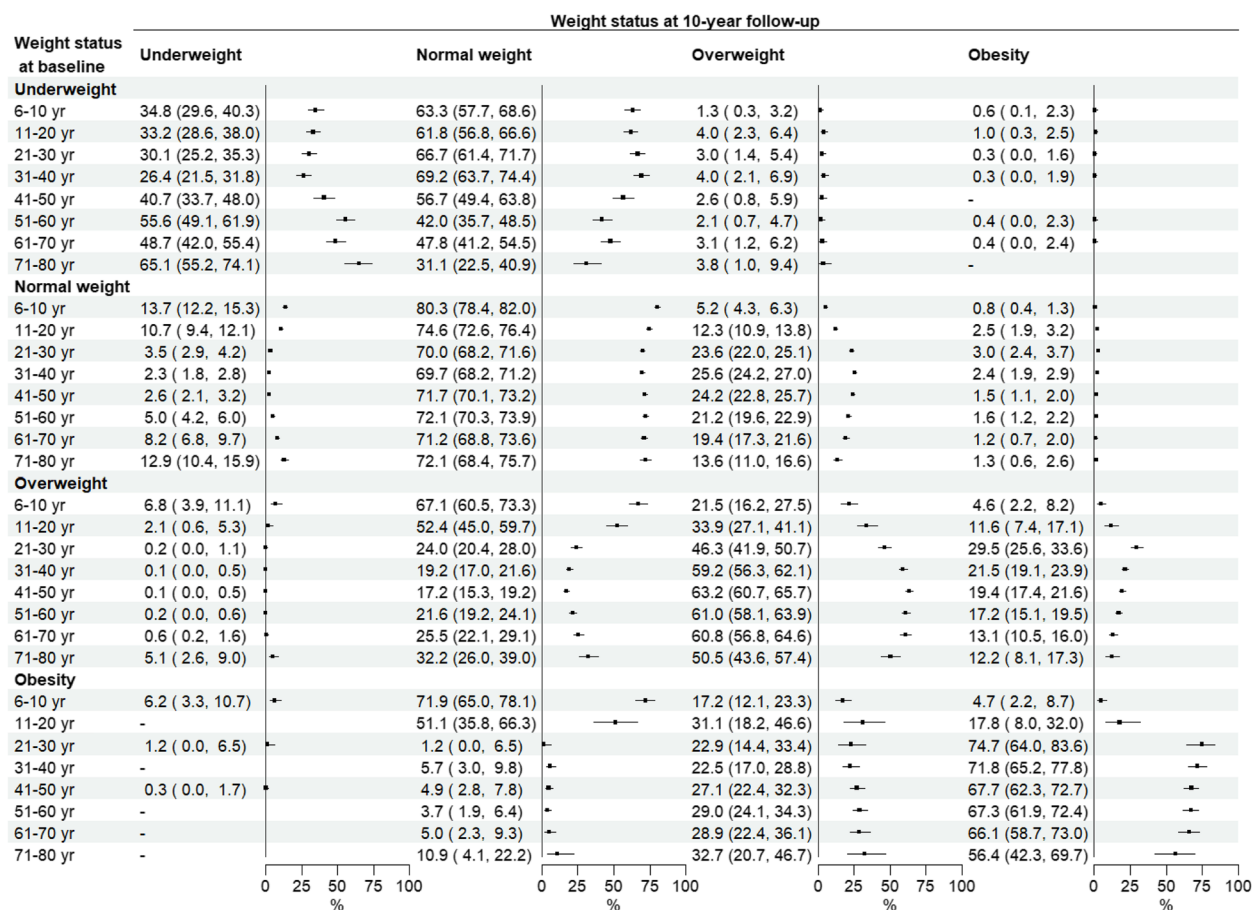 Weight status at 10-year follow-up
Weight status at baseline Underweight Normal weight Overweight Obesity
Underweight
6-10 yr 34.8 (29.6, 40.3) 63.3 (57.7, 68.6) 1.3 ( 0.3, 3.2) 0.6 ( 0.1, 2.3)
11-20 yr 33.2 (28.6, 38.0) 61.8 (56.8, 66.6) 4.0 ( 2.3, 6.4) 1.0 ( 0.3, 2.5)
21-30 yr 30.1 (25.2, 35.3) 66.7 (61.4, 71.7) 3.0 ( 1.4, 5.4) 0.3 ( 0.0, 1.6)
31-40 yr 26.4 (21.5, 31.8) 69.2 (63.7, 74.4) 4.0 ( 2.1, 6.9) 0.3 ( 0.0, 1.9)
41-50 yr 40.7 (33.7, 48.0) 56.7 (49.4, 63.8) 2.6 ( 0.8, 5.9) -
51-60 yr 55.6 (49.1, 61.9) 42.0 (35.7, 48.5) 2.1 ( 0.7, 4.7) 0.4 ( 0.0, 2.3)
61-70 yr 48.7 (42.0, 55.4) 47.8 (41.2, 54.5) 3.1 ( 1.2, 6.2) 0.4 ( 0.0, 2.4)
71-80 yr 65.1 (55.2, 74.1) 31.1 (22.5, 40.9) 3.8 ( 1.0, 9.4) -
Normal weight
6-10 yr 13.7 (12.2, 15.3) 80.3 (78.4, 82.0) 5.2 ( 4.3, 6.3) 0.8 ( 0.4, 1.3)
11-20 yr 10.7 ( 9.4, 12.1) 74.6 (72.6, 76.4) 12.3 (10.9, 13.8) 2.5 ( 1.9, 3.2)
21-30 yr 3.5 ( 2.9, 4.2) 70.0 (68.2, 71.6) 23.6 (22.0, 25.1) 3.0 ( 2.4, 3.7)
31-40 yr 2.3 ( 1.8, 2.8) 69.7 (68.2, 71.2) 25.6 (24.2, 27.0) 2.4 ( 1.9, 2.9)
41-50 yr 2.6 ( 2.1, 3.2) 71.7 (70.1, 73.2) 24.2 (22.8, 25.7) 1.5 ( 1.1, 2.0)
51-60 yr 5.0 ( 4.2, 6.0) 72.1 (70.3, 73.9) 21.2 (19.6, 22.9) 1.6 ( 1.2, 2.2)
61-70 yr 8.2 ( 6.8, 9.7) 71.2 (68.8, 73.6) 19.4 (17.3, 21.6) 1.2 ( 0.7, 2.0)
71-80 yr 12.9 (10.4, 15.9) 72.1 (68.4, 75.7) 13.6 (11.0, 16.6) 1.3 ( 0.6, 2.6)
Overweight
6-10 yr 6.8 ( 3.9, 11.1) 67.1 (60.5, 73.3) 21.5 (16.2, 27.5) 4.6 ( 2.2, 8.2)
11-20 yr 2.1 ( 0.6, 5.3) 52.4 (45.0, 59.7) 33.9 (27.1, 41.1) 11.6 ( 7.4, 17.1)
21-30 yr 0.2 ( 0.0, 1.1) 24.0 (20.4, 28.0) 46.3 (41.9, 50.7) 29.5 (25.6, 33.6)
31-40 yr 0.1 ( 0.0, 0.5) 19.2 (17.0, 21.6) 59.2 (56.3, 62.1) 21.5 (19.1, 23.9)
41-50 yr 0.1 ( 0.0, 0.5) 17.2 (15.3, 19.2) 63.2 (60.7, 65.7) 19.4 (17.4, 21.6)
51-60 yr 0.2 ( 0.0, 0.6) 21.6 (19.2, 24.1) 61.0 (58.1, 63.9) 17.2 (15.1, 19.5)
61-70 yr 0.6 ( 0.2, 1.6) 25.5 (22.1, 29.1) 60.8 (56.8, 64.6) 13.1 (10.5, 16.0)
71-80 yr 5.1 ( 2.6, 9.0) 32.2 (26.0, 39.0) 50.5 (43.6, 57.4) 12.2 ( 8.1, 17.3)
Obesity
6-10 yr 6.2 ( 3.3, 10.7) 71.9 (65.0, 78.1) 17.2 (12.1, 23.3) 4.7 ( 2.2, 8.7)
11-20 yr - 51.1 (35.8, 66.3) 31.1 (18.2, 46.6) 17.8 ( 8.0, 32.0)
21-30 yr 1.2 ( 0.0, 6.5) 1.2 ( 0.0, 6.5) 22.9 (14.4, 33.4) 74.7 (64.0, 83.6)
31-40 yr - 5.7 ( 3.0, 9.8) 22.5 (17.0, 28.8) 71.8 (65.2, 77.8)
41-50 yr 0.3 ( 0.0, 1.7) 4.9 ( 2.8, 7.8) 27.1 (22.4, 32.3) 67.7 (62.3, 72.7)
51-60 yr - 3.7 ( 1.9, 6.4) 29.0 (24.1, 34.3) 67.3 (61.9, 72.4)
61-70 yr - 5.0 ( 2.3, 9.3) 28.9 (22.4, 36.1) 66.1 (58.7, 73.0)
71-80 yr - 10.9 ( 4.1, 22.2) 32.7 (20.7, 46.7) 56.4 (42.3, 69.7)
0 25 50 75 100 0 25 50 75 100 0 25 50 75 100 0 25 50 75 100
% % % %